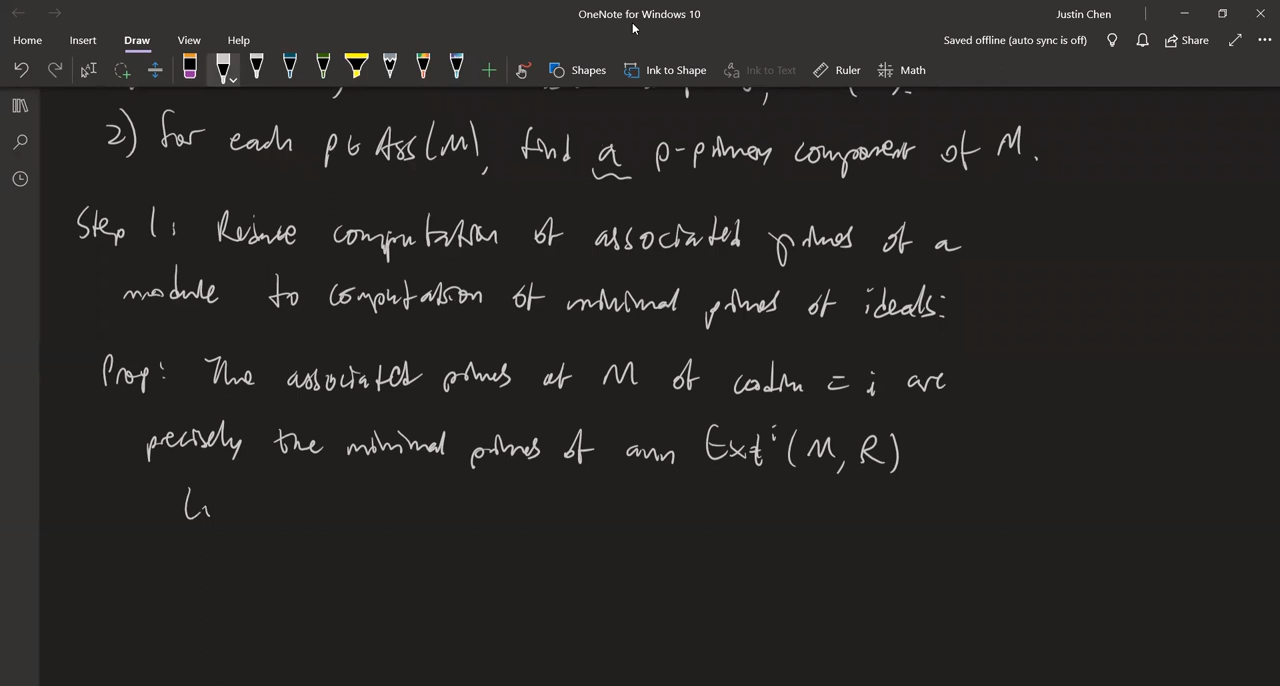 OneNote for Windows 10
Justin Chen
Home Insert Draw View Help
Saved offline (auto sync is off)
Share
Shapes
Ink to Shape
Ink to Text
Ruler
Math
2) For each p ∈ Ass(M), find a p-primary component of M.
Step 1: Reduce computation of associated primes of a
module to computation of minimal primes of ideals:
Prop: The associated primes of M of codim = i are
precisely the minimal primes of ann Ext^i(M, R)